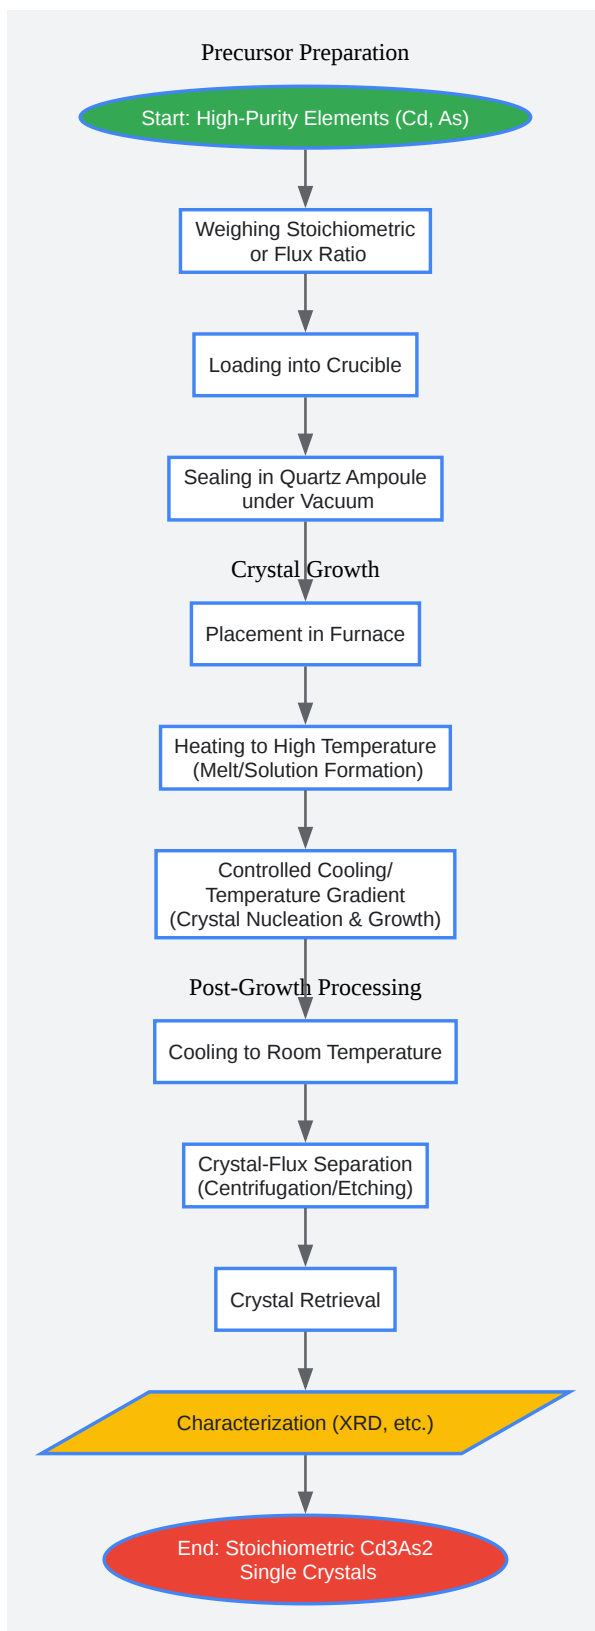 Precursor Preparation
Start: High-Purity Elements (Cd, As)
Weighing Stoichiometric
or Flux Ratio
Loading into Crucible
Sealing in Quartz Ampoule
under Vacuum
Crystal Growth
Placement in Furnace
Heating to High Temperature
(Melt/Solution Formation)
Controlled Cooling/
Temperature Gradient
(Crystal Nucleation & Growth)
Post-Growth Processing
Cooling to Room Temperature
Crystal-Flux Separation
(Centrifugation/Etching)
Crystal Retrieval
Characterization (XRD, etc.)
End: Stoichiometric Cd3As2
Single Crystals